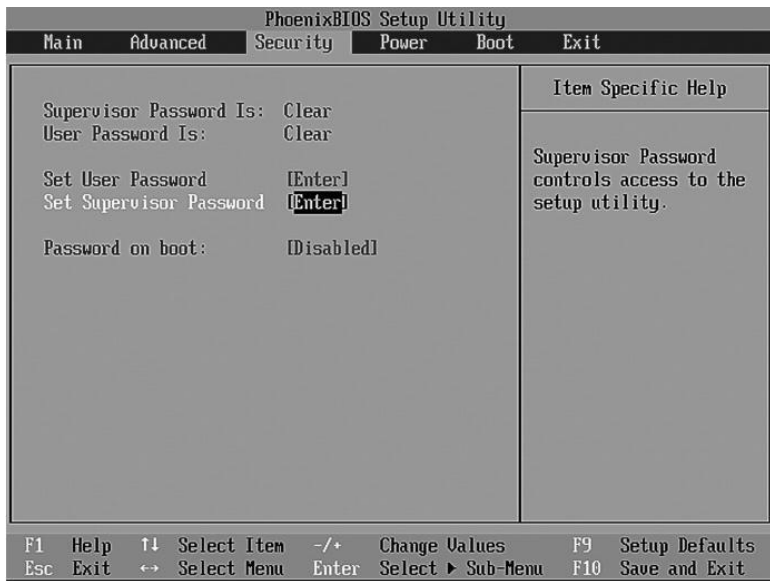 PhoenixBIOS Setup Utility
Main Advanced Security Power Boot Exit
Item Specific Help
Supervisor Password Is: Clear
User Password Is: Clear
Supervisor Password
controls access to the
setup utility.
Set User Password [Enter]
Set Supervisor Password [Enter]
Password on boot: [Disabled]
F1 Help ↑↓ Select Item -/+ Change Values F9 Setup Defaults
Esc Exit ↔ Select Menu Enter Select ▶ Sub-Menu F10 Save and Exit